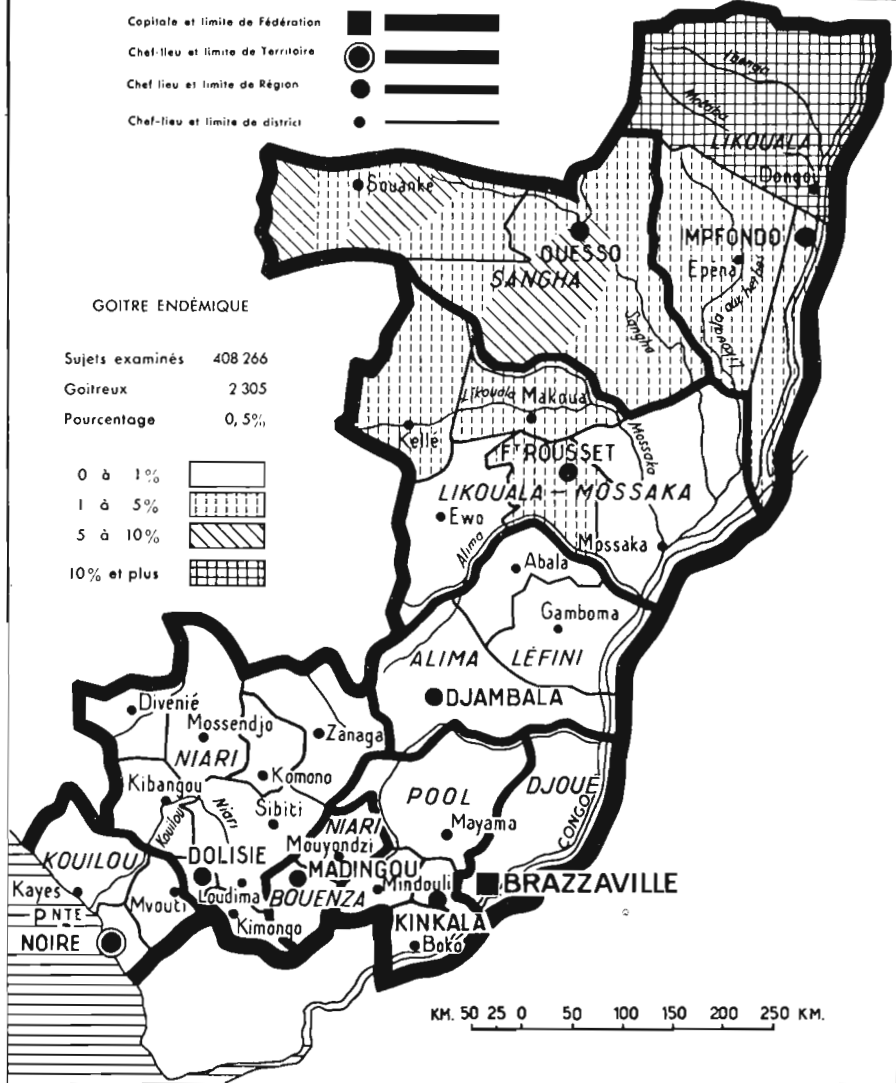 Capitale et limite de Fédération
Chef-lieu et limite de Territoire
Chef lieu et limite de Région
Chef-lieu et limite de district
GOITRE ENDÉMIQUE
Sujets examinés 408 266
Goitreux 2 305
Pourcentage 0,5%
0 à 1%
1 à 5%
5 à 10%
10% et plus
Ibenga
Motaba
LIKOUALA
Dongou
Souanké
OUESSO
SANGHA
Sangha
MPFONDO
Epena
Likouala aux herbes
Likouala
Makoua
Kellé
Ft ROUSSET
Mossaka
LIKOUALA - MOSSAKA
Ewo
Alima
Mossaka
Abala
Gamboma
ALIMA
LÉFINI
DJAMBALA
Divenié
Mossendjo
Zanaga
NIARI
Komono
Kibangou
Kouilou
Niari
Sibiti
POOL
Mayama
DJOUÉ
CONGO
NIARI
Mouyondzi
DOLISIE
MADINGOU
Mindouli
BRAZZAVILLE
KOUILOU
Kayes
Mvouti
Loudima
BOUENZA
Kimongo
KINKALA
Boko
PNTE
NOIRE
KM. 50 25 0 50 100 150 200 250 KM.